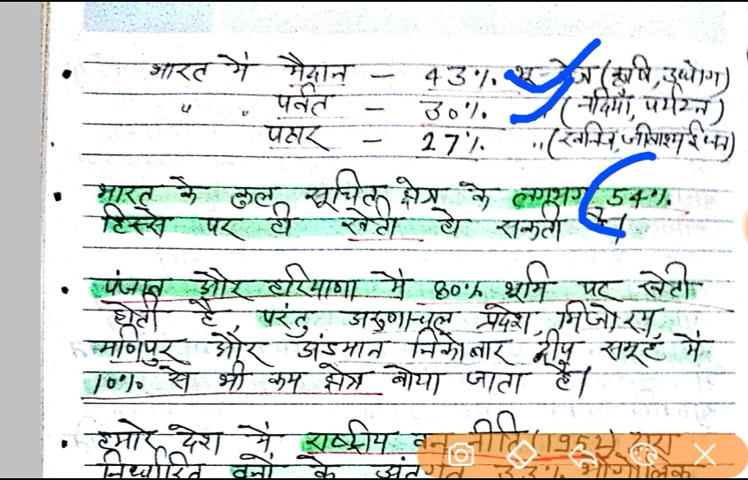 • भारत में मैदान – 43% भू-क्षेत्र (कृषि, उद्योग)
" " पर्वत – 30% (नदियाँ, पर्यटन)
पठार – 27% " (खनिज, जीवाश्म ईंधन)
• भारत के कुल सूचित क्षेत्र के लगभग 54%
हिस्से पर ही खेती हो सकती है।
• पंजाब और हरियाणा में 80% भूमि पर खेती
होती है परंतु अरुणाचल प्रदेश, मिजोरम,
मणिपुर और अंडमान निकोबार द्वीप समूह में
10% से भी कम क्षेत्र बोया जाता है।
• हमारे देश में राष्ट्रीय वन नीति (1952) द्वारा
निर्धारित वनों के अंतर्गत 33% भौगोलिक